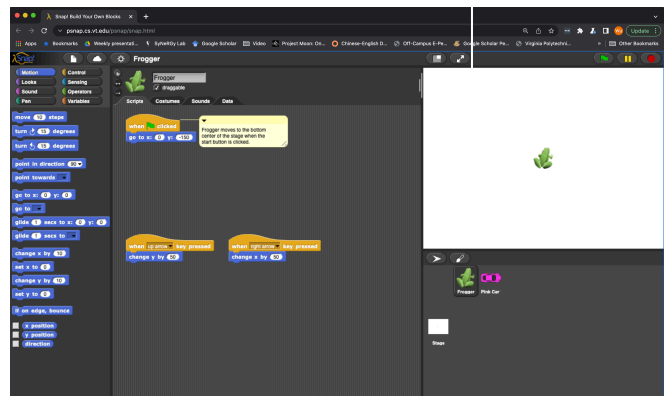 Snap! Build Your Own Blocks
psnap.cs.vt.edu/psnap/snap.html
Update
Apps
Bookmarks
Weekly presentati...
SyNeRGy Lab
Google Scholar
Video
Project Moon: On...
Chinese-English D...
Off-Campus E-Re...
Google Scholar Pe...
Virginia Polytechni...
Other Bookmarks
Snap!
Frogger
Motion
Control
Looks
Sensing
Sound
Operators
Pen
Variables
Frogger
draggable
Scripts Costumes Sounds Data
move 10 steps
turn 15 degrees
turn 15 degrees
point in direction 90
point towards
go to x: 0 y: 0
go to
glide 1 secs to x: 0 y: 0
glide 1 secs to
change x by 10
set x to 0
change y by 10
set y to 0
if on edge, bounce
x position
y position
direction
when clicked
go to x: 0 y: -150
Frogger moves to the bottom
center of the stage when the
start button is clicked.
when up arrow key pressed
change y by 50
when right arrow key pressed
change x by 50
Frogger
Pink Car
Stage